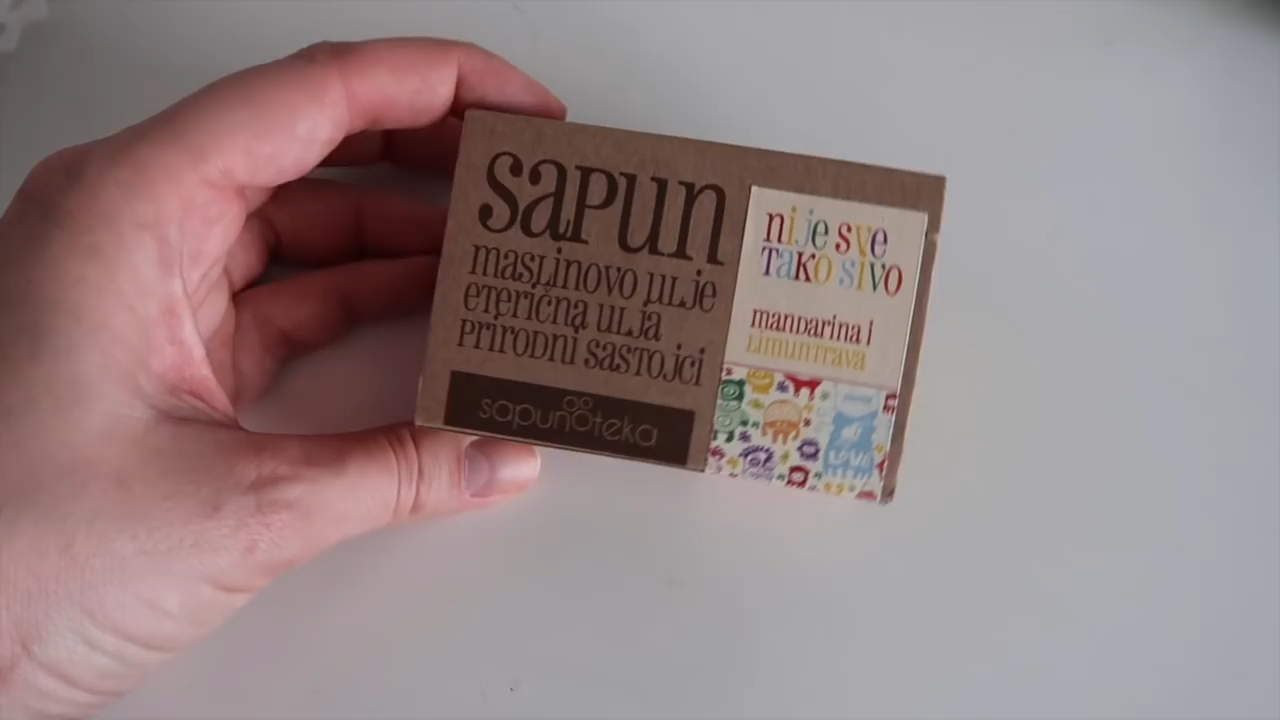 sapun
maslinovo ulje
eterična ulja
prirodni sastojci
sapunoteka
nije sve
tako sivo
mandarina i
limuntrava